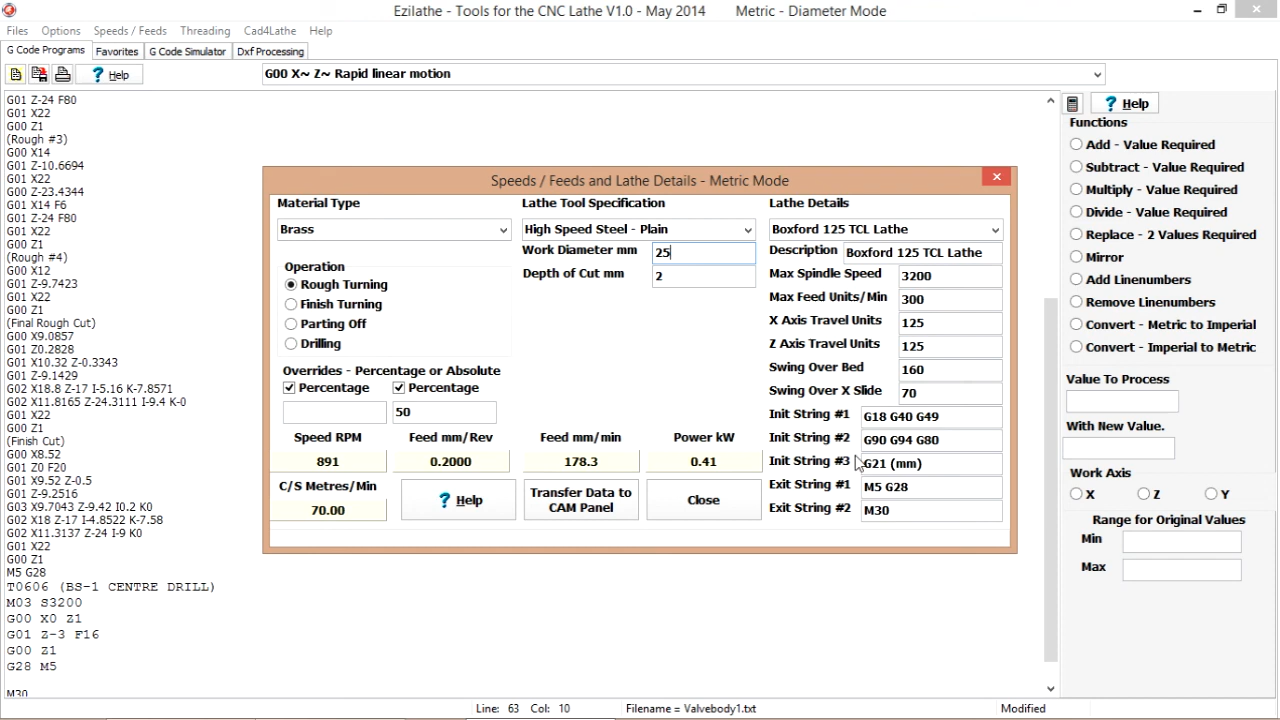 Ezilathe - Tools for the CNC Lathe V1.0 - May 2014 Metric - Diameter Mode
Files Options Speeds / Feeds Threading Cad4Lathe Help
G Code Programs Favorites G Code Simulator Dxf Processing
? Help
G00 X~ Z~ Rapid linear motion
G01 Z-24 F80
G01 X22
G00 Z1
(Rough #3)
G00 X14
G01 Z-10.6694
G01 X22
G00 Z-23.4344
G01 X14 F6
G01 Z-24 F80
G01 X22
G00 Z1
(Rough #4)
G00 X12
G01 Z-9.7423
G01 X22
G00 Z1
(Final Rough Cut)
G00 X9.0857
G01 Z0.2828
G01 X10.32 Z-0.3343
G01 Z-9.1429
G02 X18.8 Z-17 I-5.16 K-7.8571
G02 X11.8165 Z-24.3111 I-9.4 K-0
G01 X22
G00 Z1
(Finish Cut)
G00 X8.52
G01 Z0 F20
G01 X9.52 Z-0.5
G01 Z-9.2516
G03 X9.7043 Z-9.42 I0.2 K0
G02 X18 Z-17 I-4.8522 K-7.58
G02 X11.3137 Z-24 I-9 K0
G01 X22
G00 Z1
M5 G28
T0606 (BS-1 CENTRE DRILL)
M03 S3200
G00 X0 Z1
G01 Z-3 F16
G00 Z1
G28 M5
M30
Speeds / Feeds and Lathe Details - Metric Mode
Material Type
Brass
Operation
Rough Turning
Finish Turning
Parting Off
Drilling
Overrides - Percentage or Absolute
Percentage Percentage
50
Lathe Tool Specification
High Speed Steel - Plain
Work Diameter mm 25
Depth of Cut mm 2
Speed RPM Feed mm/Rev Feed mm/min Power kW
891 0.2000 178.3 0.41
C/S Metres/Min
70.00
? Help
Transfer Data to
CAM Panel
Close
Lathe Details
Boxford 125 TCL Lathe
Description Boxford 125 TCL Lathe
Max Spindle Speed 3200
Max Feed Units/Min 300
X Axis Travel Units 125
Z Axis Travel Units 125
Swing Over Bed 160
Swing Over X Slide 70
Init String #1 G18 G40 G49
Init String #2 G90 G94 G80
Init String #3 G21 (mm)
Exit String #1 M5 G28
Exit String #2 M30
? Help
Functions
Add - Value Required
Subtract - Value Required
Multiply - Value Required
Divide - Value Required
Replace - 2 Values Required
Mirror
Add Linenumbers
Remove Linenumbers
Convert - Metric to Imperial
Convert - Imperial to Metric
Value To Process
With New Value.
Work Axis
X Z Y
Range for Original Values
Min
Max
Line: 63 Col: 10 Filename = Valvebody1.txt Modified